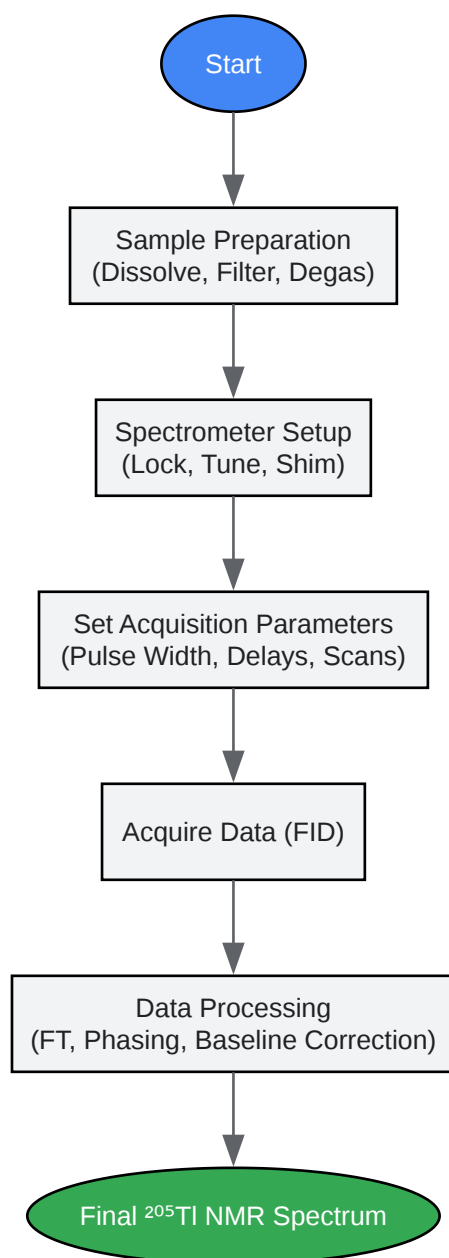 Start
Sample Preparation
(Dissolve, Filter, Degas)
Spectrometer Setup
(Lock, Tune, Shim)
Set Acquisition Parameters
(Pulse Width, Delays, Scans)
Acquire Data (FID)
Data Processing
(FT, Phasing, Baseline Correction)
Final ²⁰⁵Tl NMR Spectrum